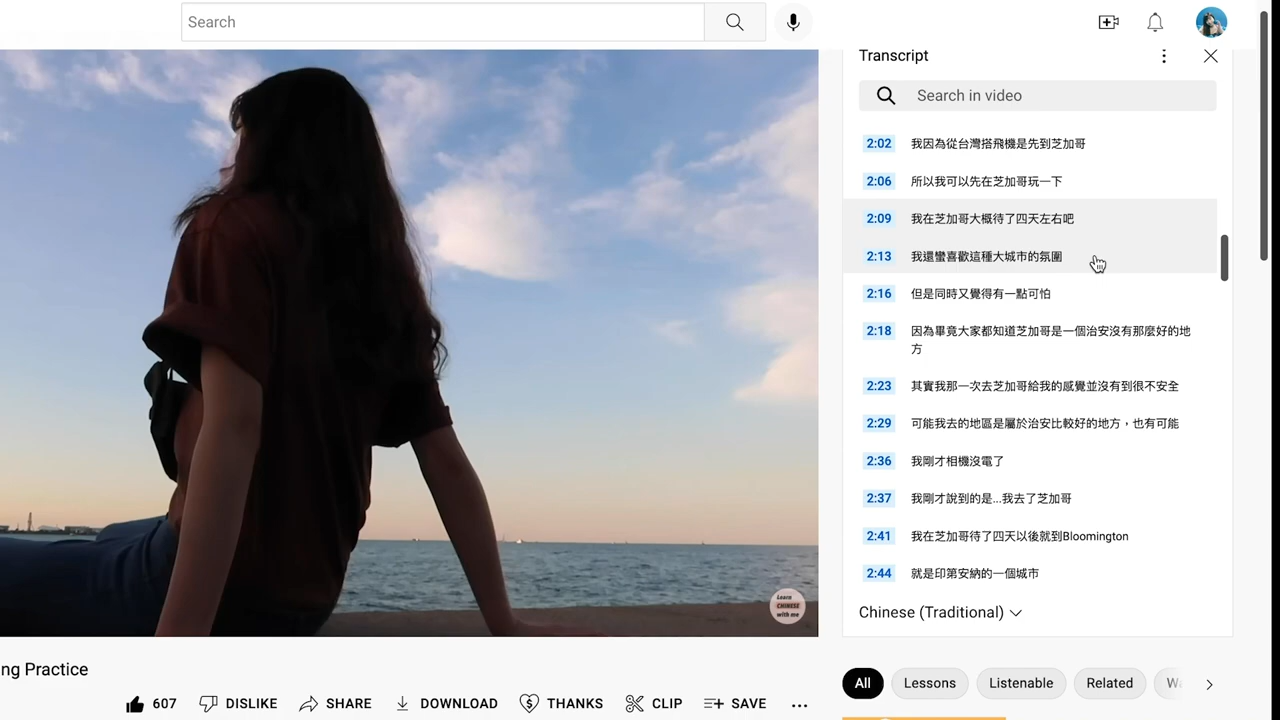 Search
Transcript
Search in video
2:02 我因為從台灣搭飛機是先到芝加哥
2:06 所以我可以先在芝加哥玩一下
2:09 我在芝加哥大概待了四天左右吧
2:13 我還蠻喜歡這種大城市的氛圍
2:16 但是同時又覺得有一點可怕
2:18 因為畢竟大家都知道芝加哥是一個治安沒有那麼好的地
方
2:23 其實我那一次去芝加哥給我的感覺並沒有到很不安全
2:29 可能我去的地區是屬於治安比較好的地方，也有可能
2:36 我剛才相機沒電了
2:37 我剛才說到的是...我去了芝加哥
2:41 我在芝加哥待了四天以後就到Bloomington
2:44 就是印第安納的一個城市
Chinese (Traditional)
Learn
CHINESE
with me
ng Practice
607 DISLIKE SHARE DOWNLOAD THANKS CLIP SAVE
All Lessons Listenable Related